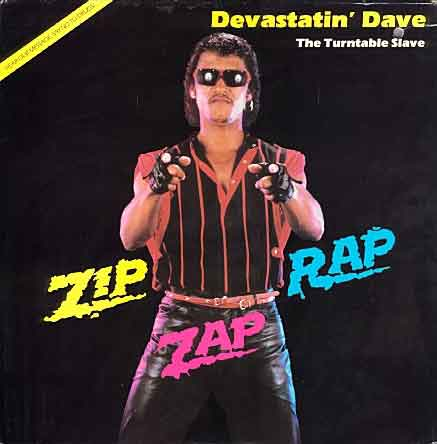 Devastatin' Dave
The Turntable Slave
ZIP
ZAP
RAP